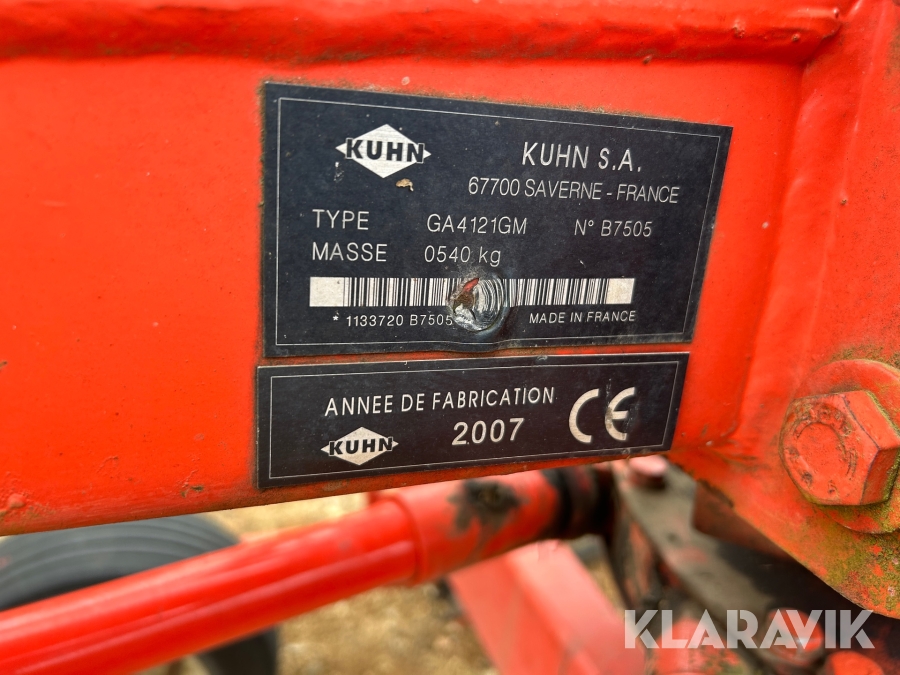 KUHN
KUHN S.A.
67700 SAVERNE - FRANCE
TYPE GA4121GM N° B7505
MASSE 0540 kg
* 1133720 B7505 MADE IN FRANCE
ANNEE DE FABRICATION
2007
KUHN
CE
KLARAVIK